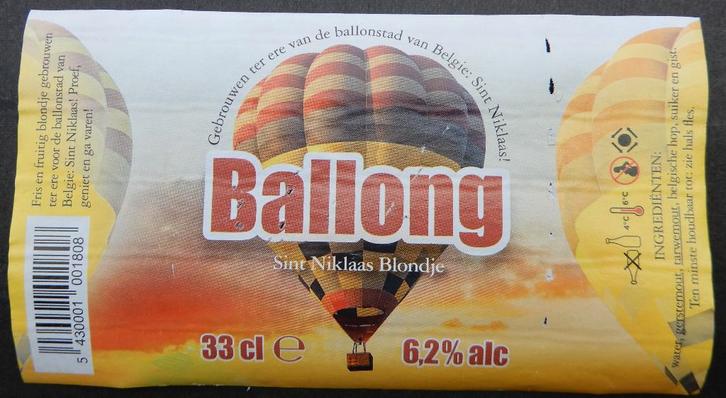 Fris en fruitig blondje gebrouwen
ter ere voor de ballonstad van
Belgie: Sint Niklaas! Proef,
geniet en ga varen!
5 430001 001808
Gebrouwen ter ere van de ballonstad van Belgie: Sint Niklaas!
Ballong
Sint Niklaas Blondje
33 cl e
6,2% alc
4°C 6°C
INGREDIËNTEN:
water, gerstemout, tarwemout, belgische hop, suiker en gist.
Ten minste houdbaar tot: zie hals fles.